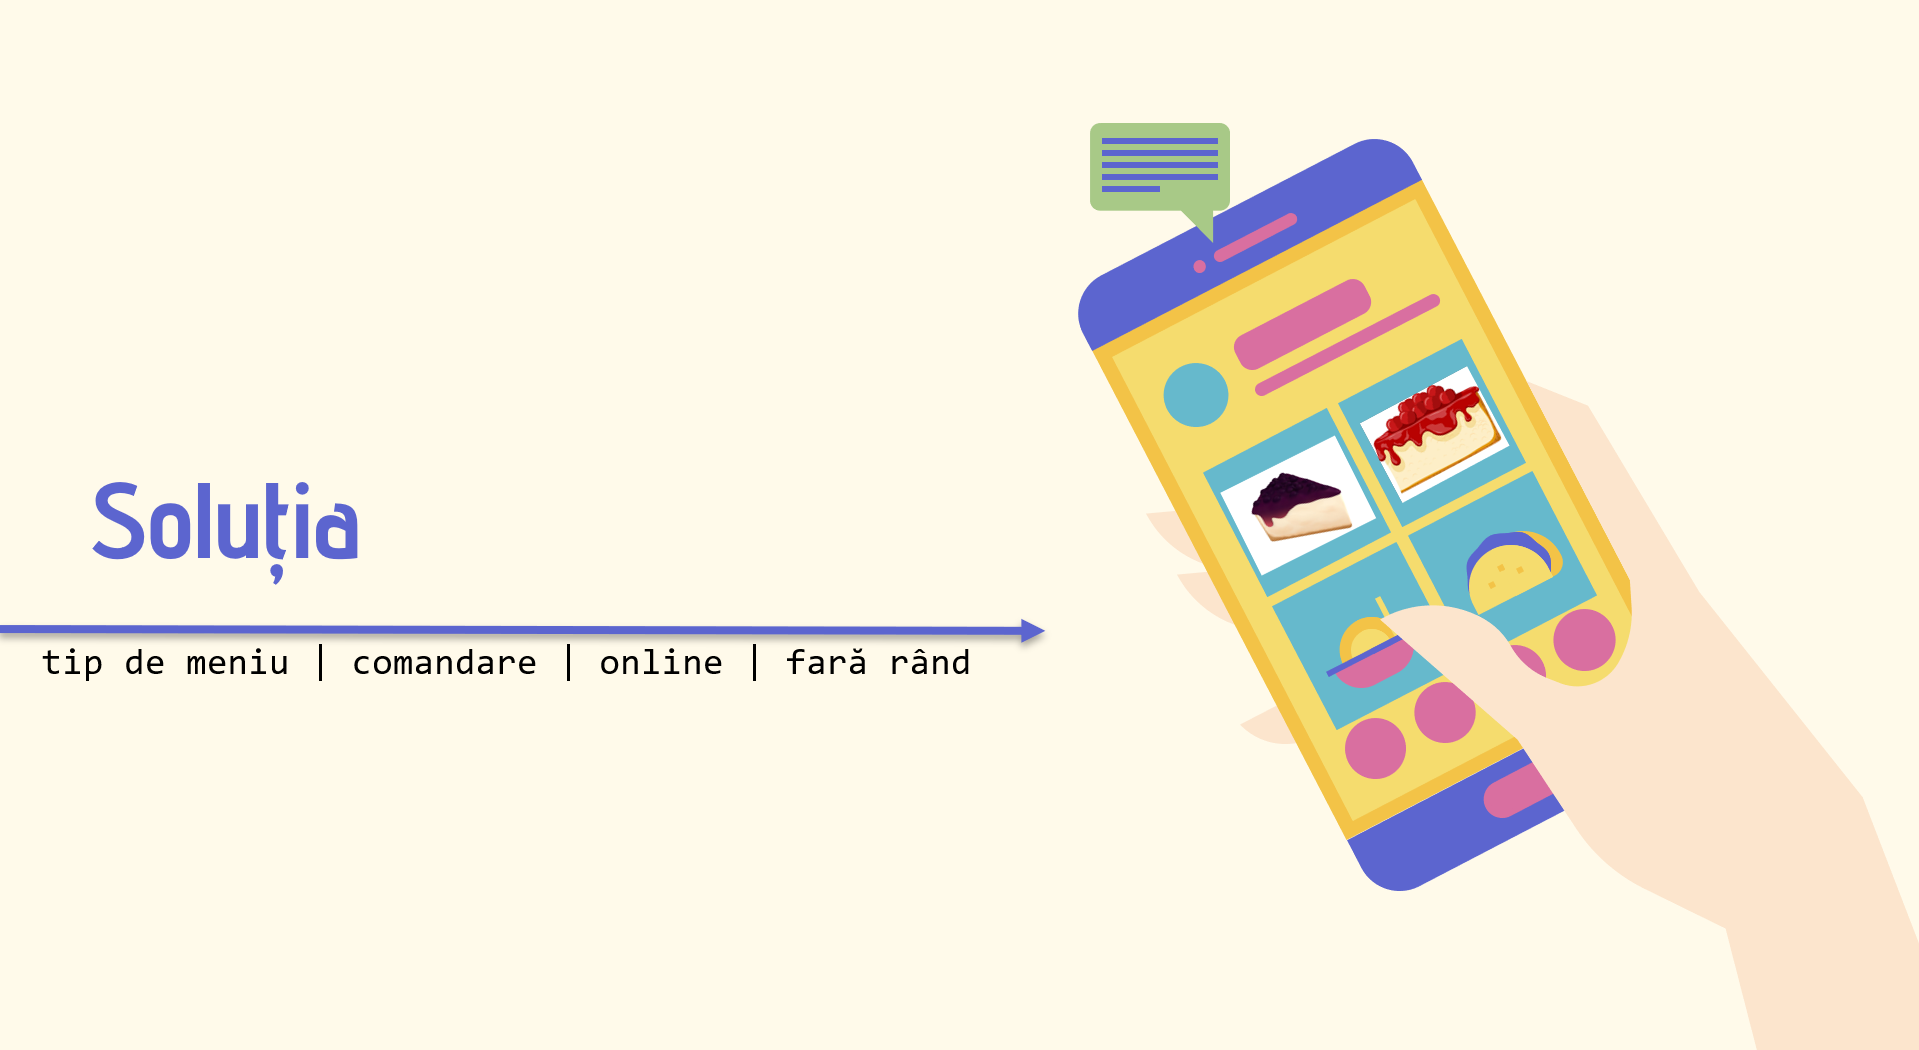 Soluția
tip de meniu | comandare | online | fară rând